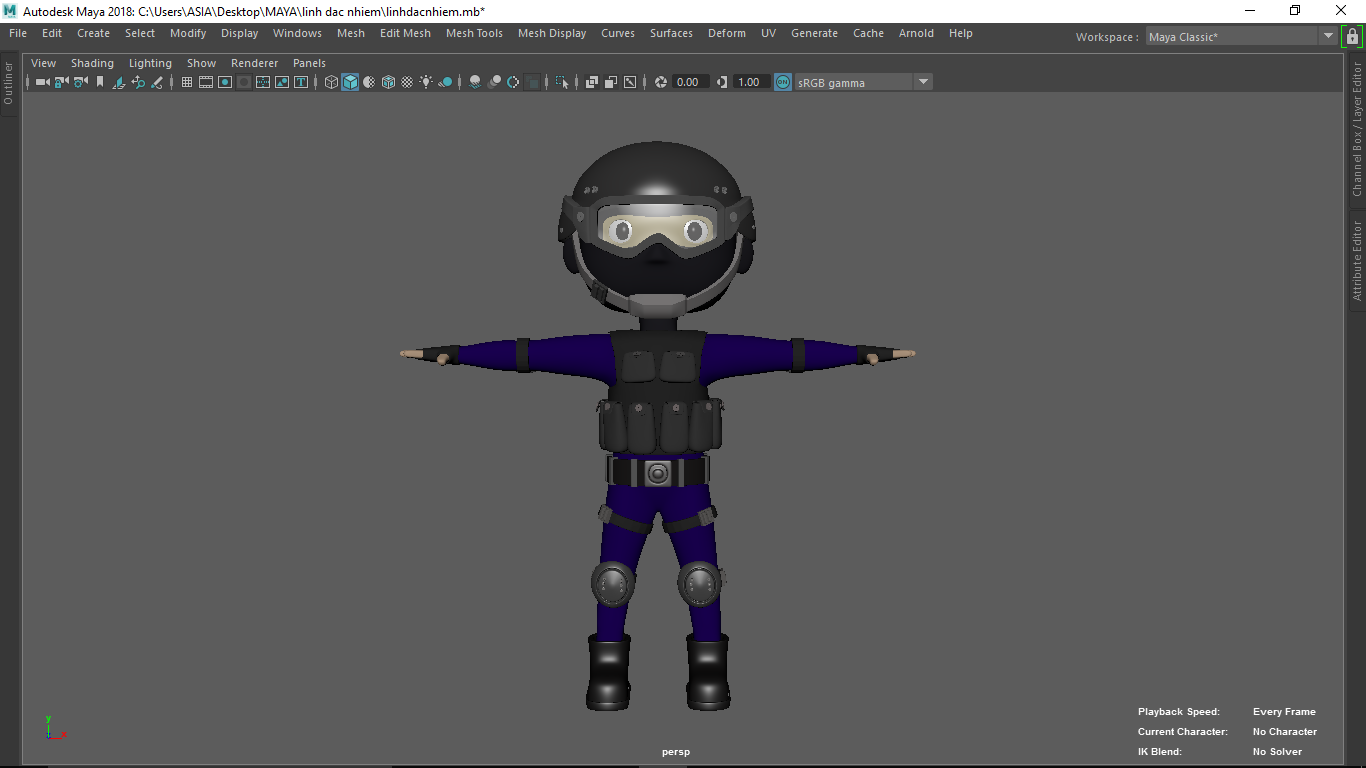 Autodesk Maya 2018: C:\Users\ASIA\Desktop\MAYA\linh dac nhiem\linhdacnhiem.mb*
File Edit Create Select Modify Display Windows Mesh Edit Mesh Mesh Tools Mesh Display Curves Surfaces Deform UV Generate Cache Arnold Help
Workspace : Maya Classic*
View Shading Lighting Show Renderer Panels
0.00 1.00 ON sRGB gamma
Outliner
Channel Box / Layer Editor
Attribute Editor
Playback Speed: Every Frame
Current Character: No Character
IK Blend: No Solver
y
x
persp